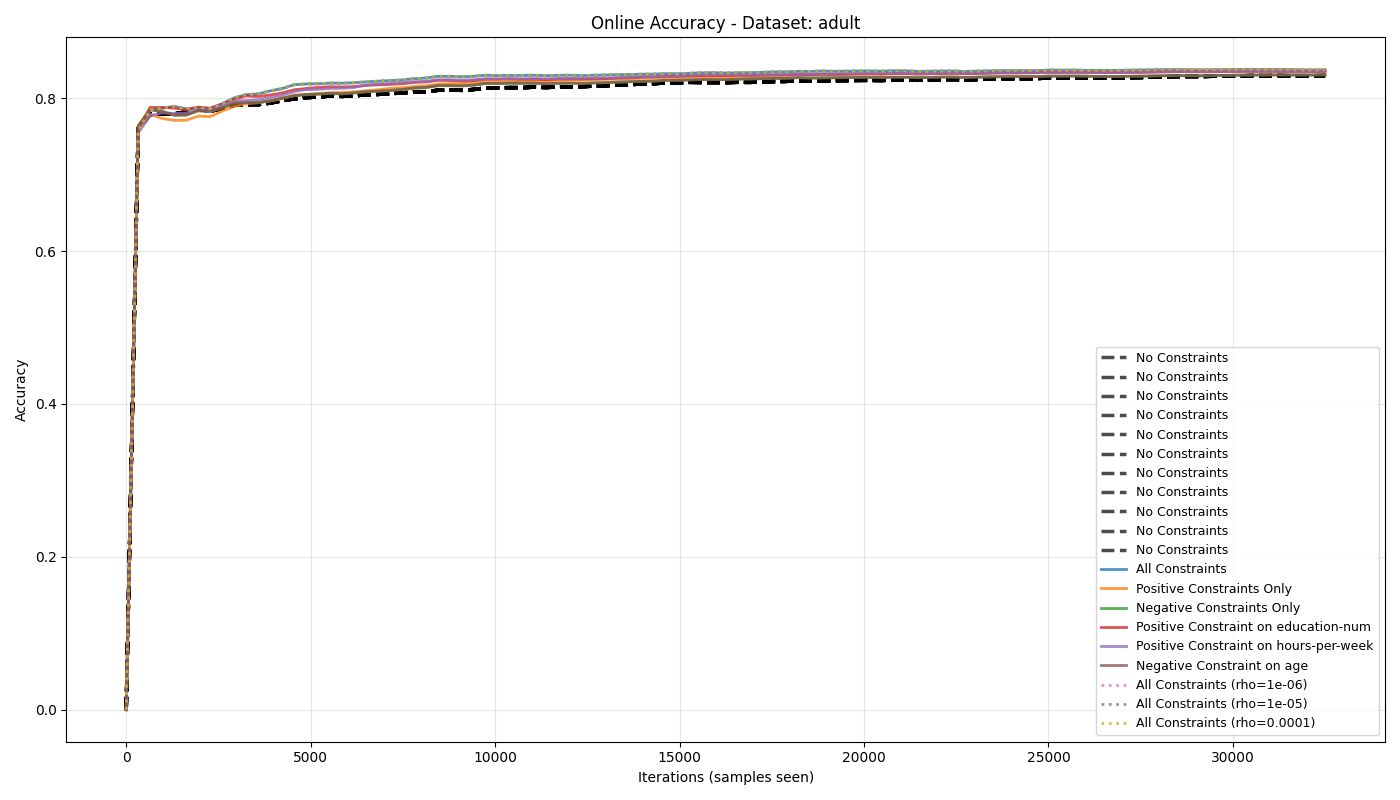 Online Accuracy - Dataset: adult
0.8
0.6
0.4
0.2
0.0
Accuracy
No Constraints
No Constraints
No Constraints
No Constraints
No Constraints
No Constraints
No Constraints
No Constraints
No Constraints
No Constraints
No Constraints
All Constraints
Positive Constraints Only
Negative Constraints Only
Positive Constraint on education-num
Positive Constraint on hours-per-week
Negative Constraint on age
All Constraints (rho=1e-06)
All Constraints (rho=1e-05)
All Constraints (rho=0.0001)
0 5000 10000 15000 20000 25000 30000
Iterations (samples seen)